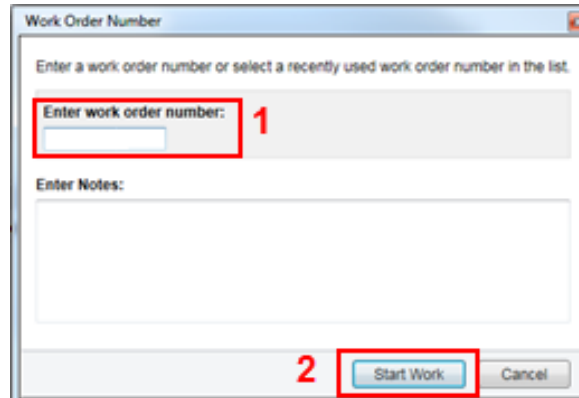 Work Order Number
Enter a work order number or select a recently used work order number in the list.
Enter work order number:
1
Enter Notes:
2
Start Work
Cancel